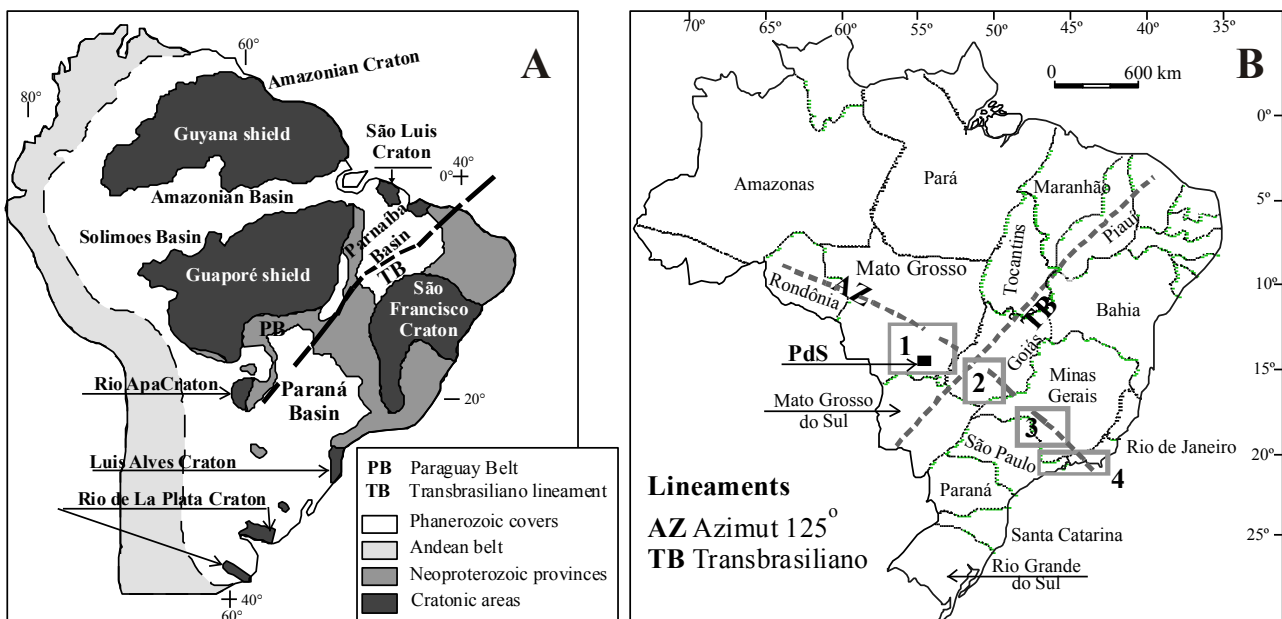 A
60°
Amazonian Craton
80°
Guyana shield
São Luis
Craton
40°
0°
Amazonian Basin
Parnaíba
Basin
TB
Solimoes Basin
Guaporé shield
São
Francisco
Craton
PB
Rio ApaCraton
Paraná
Basin
20°
Luis Alves Craton
Rio de La Plata Craton
40°
60°
PB Paraguay Belt
TB Transbrasiliano lineament
Phanerozoic covers
Andean belt
Neoproterozoic provinces
Cratonic areas
70° 65° 60° 55° 50° 45° 40° 35°
B
0 600 km
0°
5°
10°
15°
20°
25°
Amazonas
Pará
Maranhão
Piauí
Tocantins
Mato Grosso
Rondônia
AZ
TB
Bahia
Goiás
1
PdS
2
Minas
Gerais
Mato Grosso
do Sul
3
São Paulo
Rio de Janeiro
4
Paraná
Santa Catarina
Rio Grande
do Sul
Lineaments
AZ Azimut 125°
TB Transbrasiliano